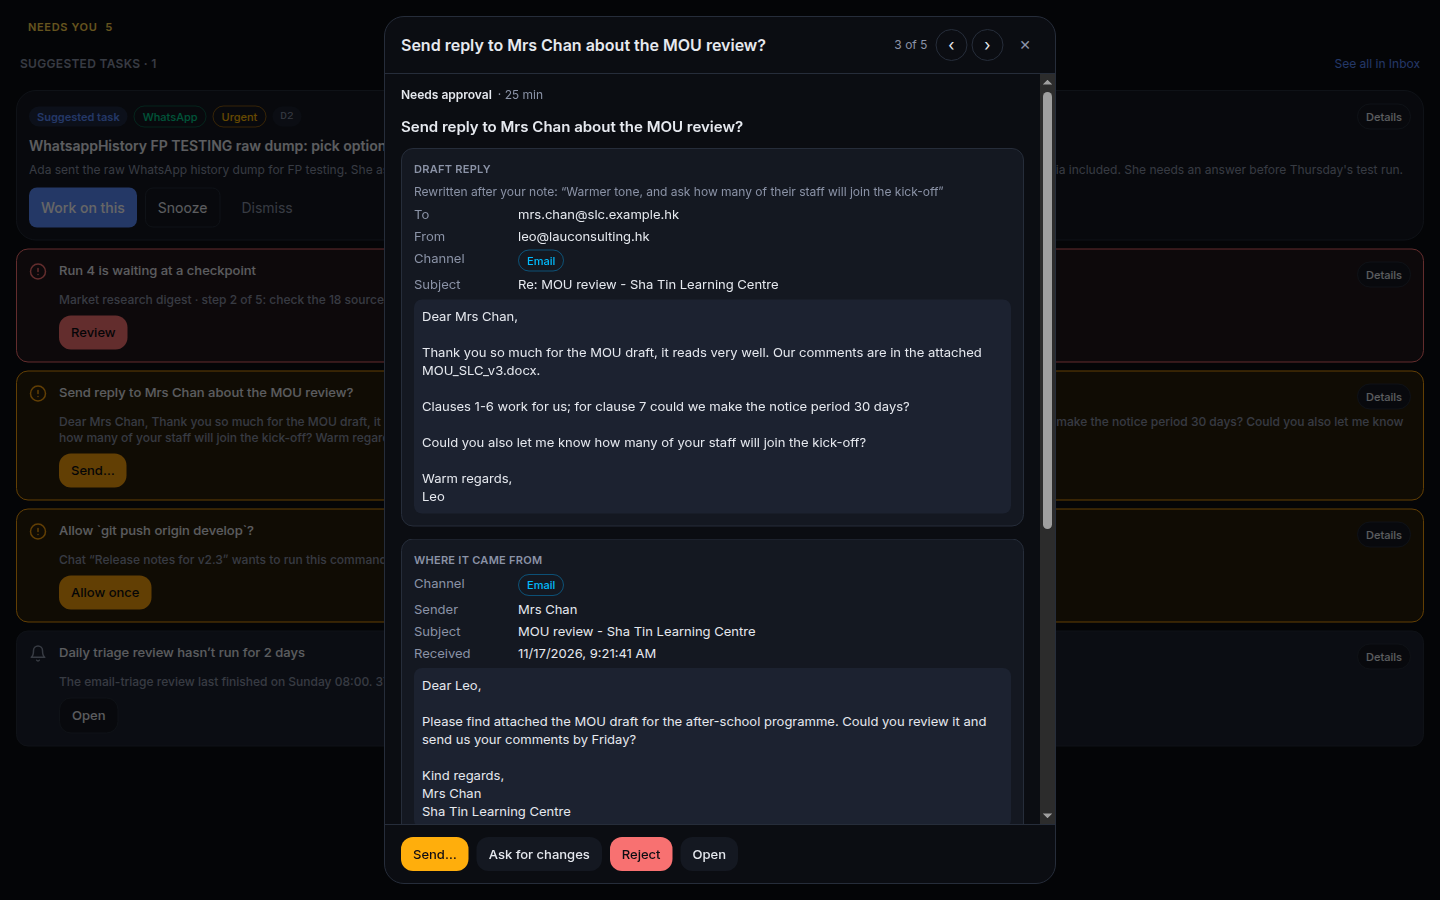 NEEDS YOU 5
SUGGESTED TASKS · 1
See all in Inbox
Suggested task
WhatsApp
Urgent
D2
Details
WhatsappHistory FP TESTING raw dump: pick option
Ada sent the raw WhatsApp history dump for FP testing. She as
included. She needs an answer before Thursday's test run.
Work on this
Snooze
Dismiss
Run 4 is waiting at a checkpoint
Details
Market research digest · step 2 of 5: check the 18 source
Review
Send reply to Mrs Chan about the MOU review?
Details
Dear Mrs Chan, Thank you so much for the MOU draft, it
make the notice period 30 days? Could you also let me know
how many of your staff will join the kick-off? Warm regar
Send...
Allow `git push origin develop`?
Details
Chat “Release notes for v2.3” wants to run this command
Allow once
Daily triage review hasn't run for 2 days
Details
The email-triage review last finished on Sunday 08:00.
Open
Send reply to Mrs Chan about the MOU review?
3 of 5
‹
›
×
Needs approval · 25 min
Send reply to Mrs Chan about the MOU review?
DRAFT REPLY
Rewritten after your note: “Warmer tone, and ask how many of their staff will join the kick-off”
To mrs.chan@slc.example.hk
From leo@lauconsulting.hk
Channel Email
Subject Re: MOU review - Sha Tin Learning Centre
Dear Mrs Chan,
Thank you so much for the MOU draft, it reads very well. Our comments are in the attached
MOU_SLC_v3.docx.
Clauses 1-6 work for us; for clause 7 could we make the notice period 30 days?
Could you also let me know how many of your staff will join the kick-off?
Warm regards,
Leo
WHERE IT CAME FROM
Channel Email
Sender Mrs Chan
Subject MOU review - Sha Tin Learning Centre
Received 11/17/2026, 9:21:41 AM
Dear Leo,
Please find attached the MOU draft for the after-school programme. Could you review it and
send us your comments by Friday?
Kind regards,
Mrs Chan
Sha Tin Learning Centre
Send...
Ask for changes
Reject
Open